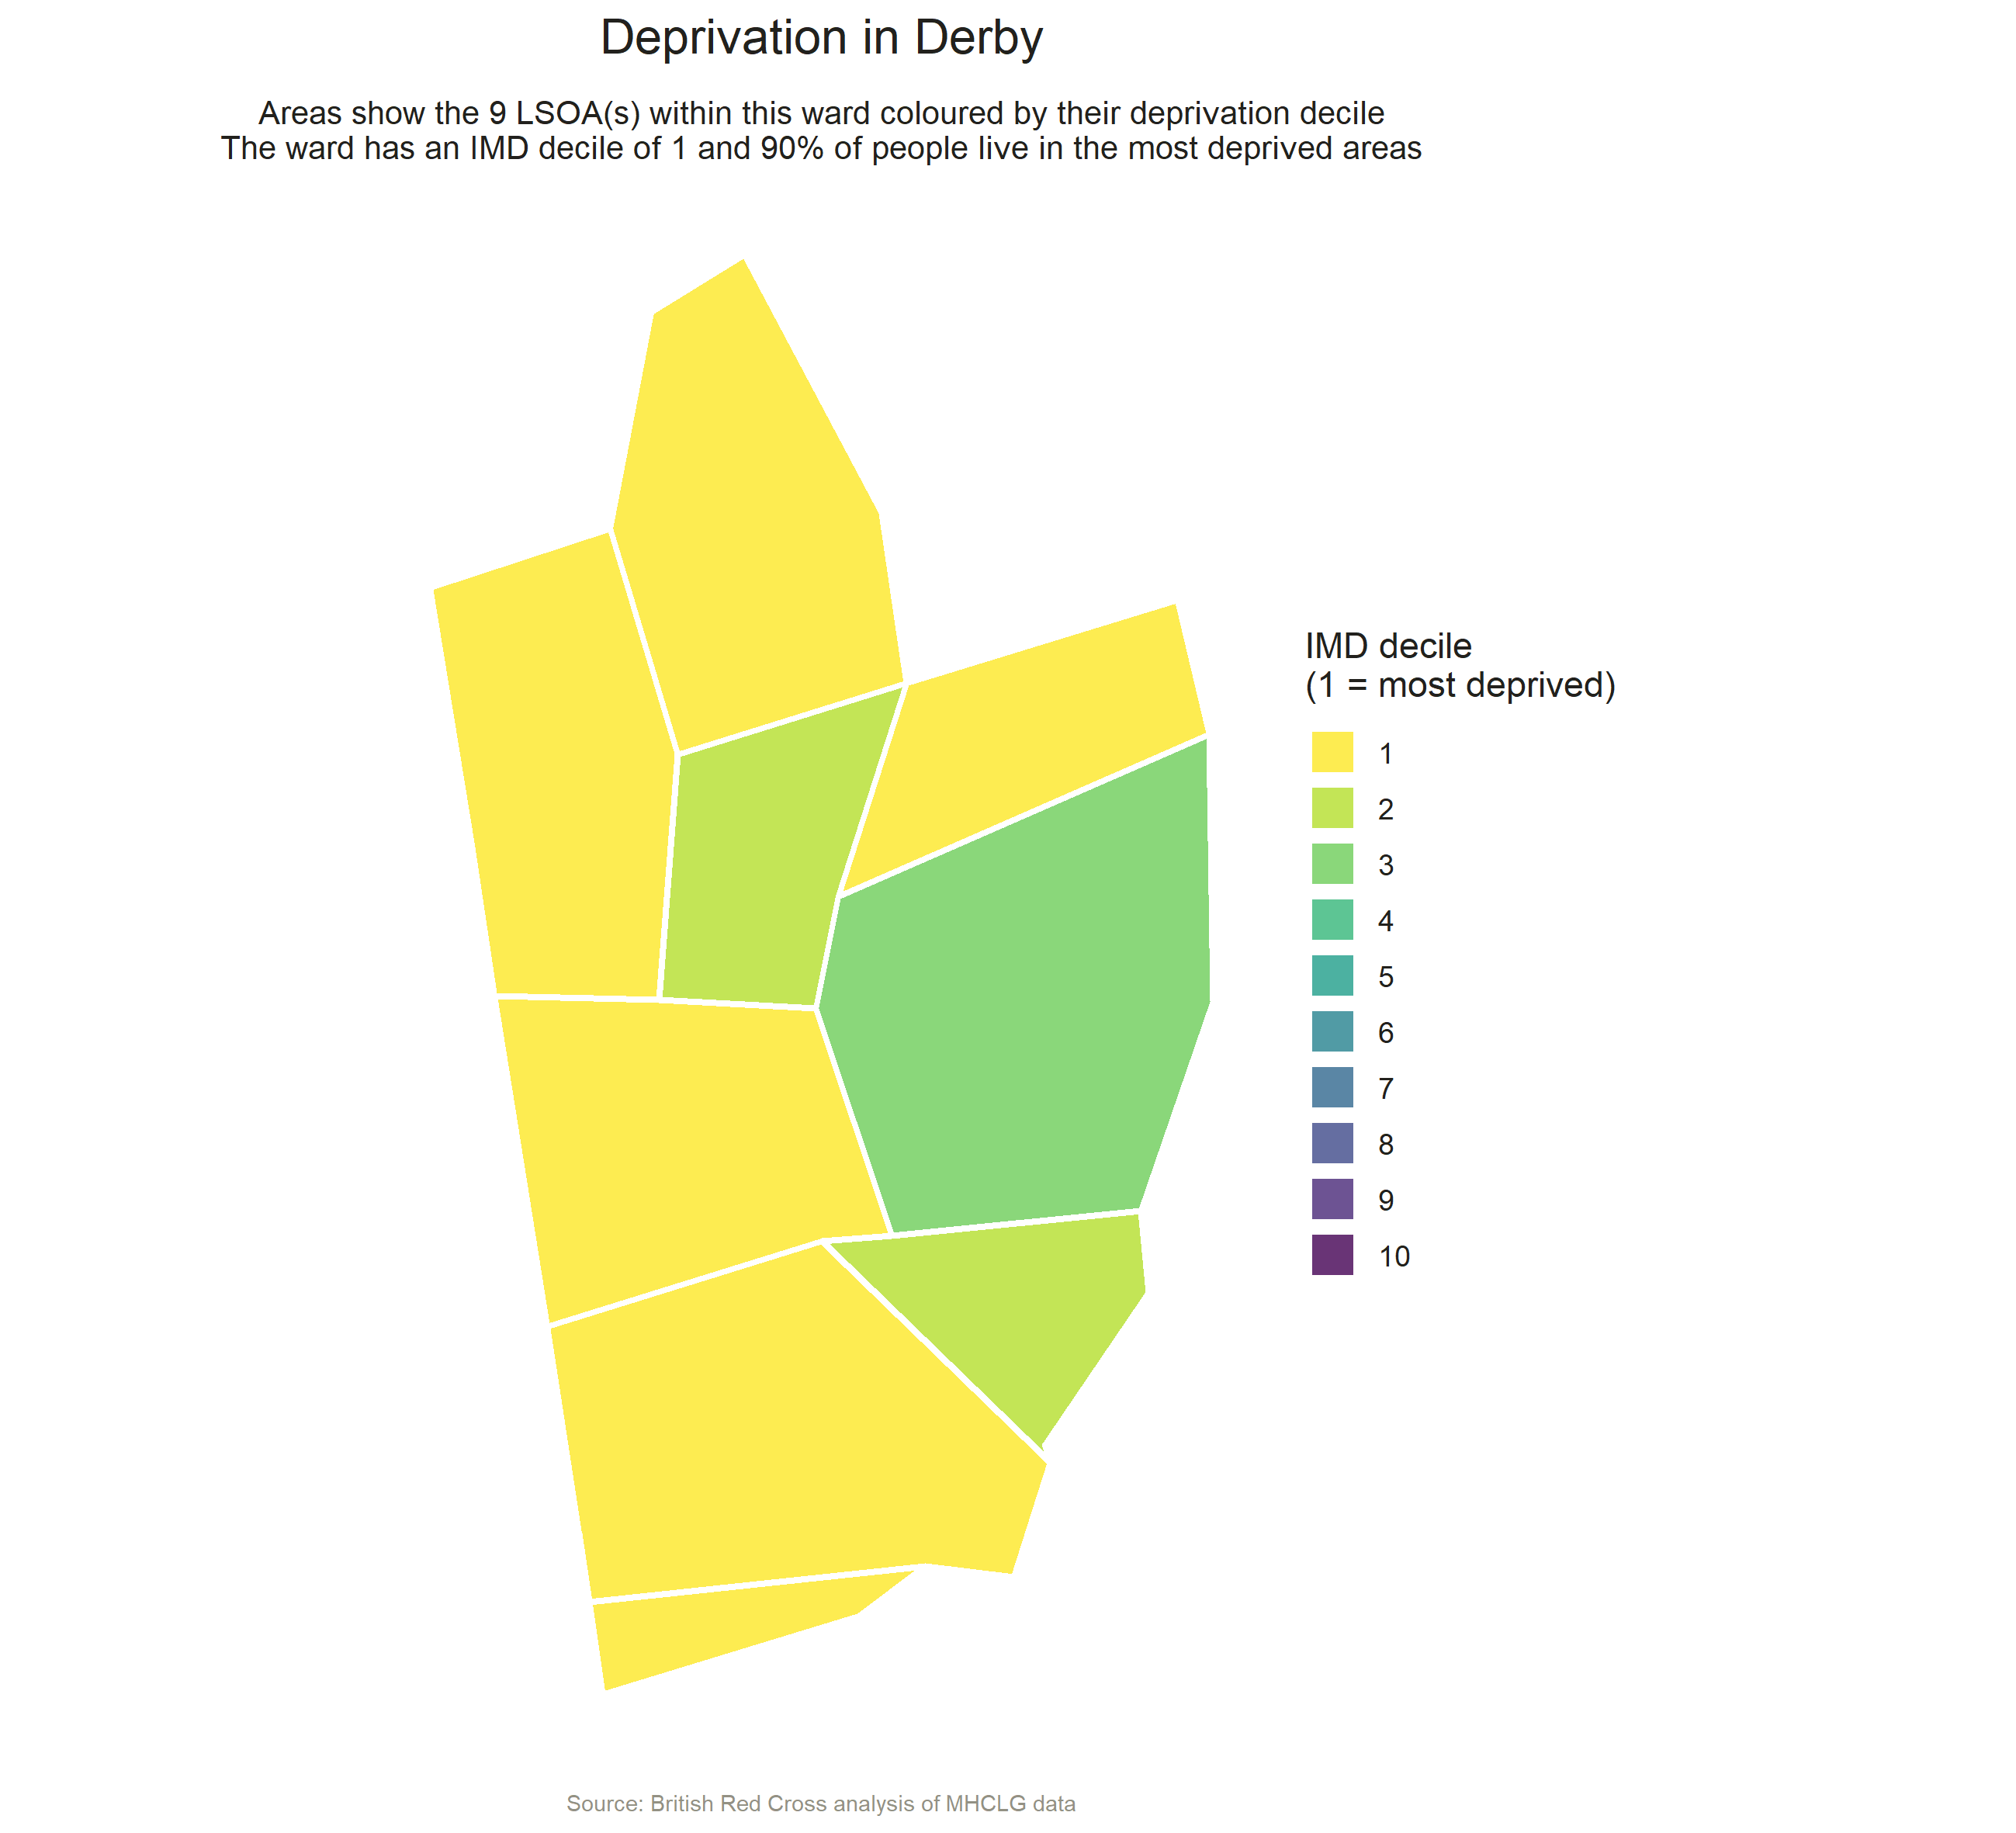 Deprivation in Derby
Areas show the 9 LSOA(s) within this ward coloured by their deprivation decile
The ward has an IMD decile of 1 and 90% of people live in the most deprived areas
IMD decile
(1 = most deprived)
1
2
3
4
5
6
7
8
9
10
Source: British Red Cross analysis of MHCLG data